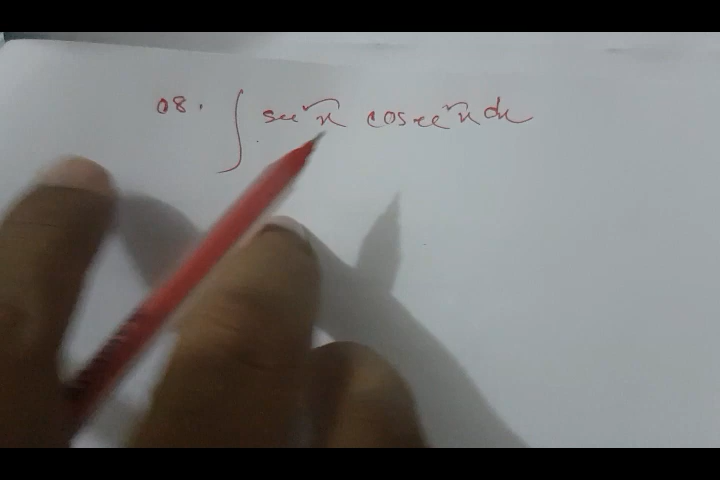 08. ∫ sec²x cosec²x dx